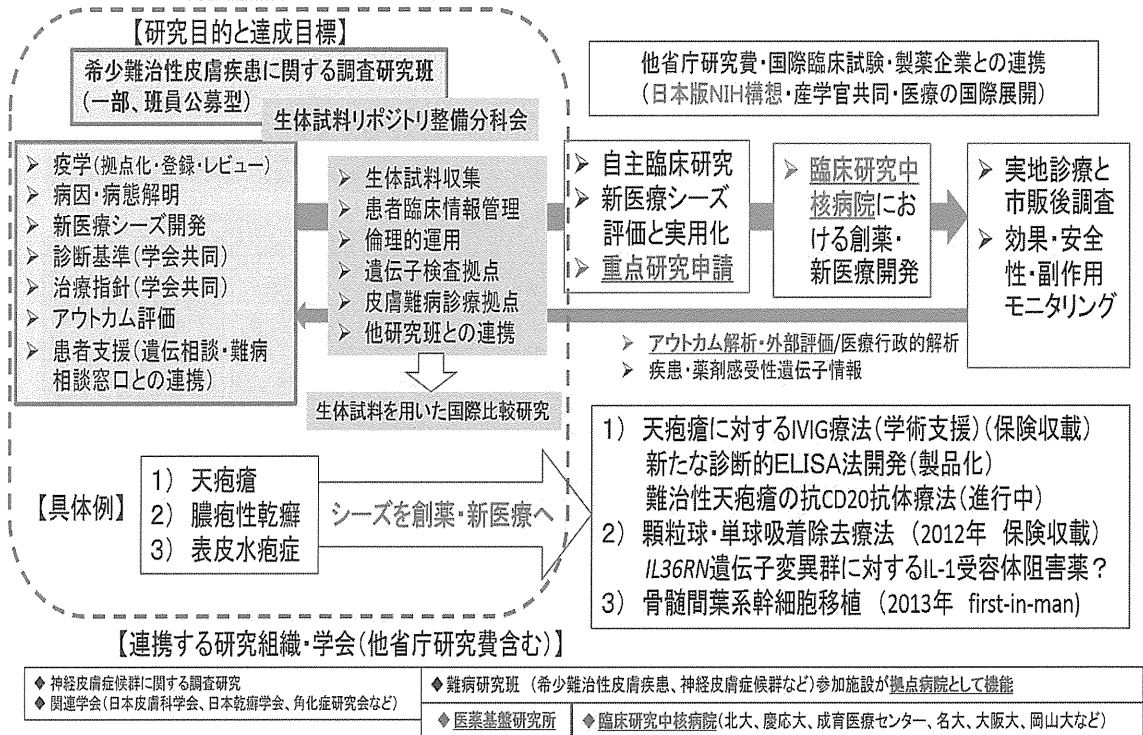 【研究目的と達成目標】
希少難治性皮膚疾患に関する調査研究班
(一部、班員公募型)
生体試料リポジトリ整備分科会
➢ 疫学(拠点化・登録・レビュー)
➢ 病因・病態解明
➢ 新医療シーズ開発
➢ 診断基準(学会共同)
➢ 治療指針(学会共同)
➢ アウトカム評価
➢ 患者支援(遺伝相談・難病
相談窓口との連携)
➢ 生体試料収集
➢ 患者臨床情報管理
➢ 倫理的運用
➢ 遺伝子検査拠点
➢ 皮膚難病診療拠点
➢ 他研究班との連携
生体試料を用いた国際比較研究
他省庁研究費・国際臨床試験・製薬企業との連携
(日本版NIH構想・産学官共同・医療の国際展開)
➢ 自主臨床研究
➢ 新医療シーズ
評価と実用化
➢ 重点研究申請
➢ 臨床研究中
核病院にお
ける創薬・
新医療開発
➢ 実地診療と
市販後調査
➢ 効果・安全
性・副作用
モニタリング
➢ アウトカム解析・外部評価/医療行政的解析
➢ 疾患・薬剤感受性遺伝子情報
【具体例】
1) 天疱瘡
2) 膿疱性乾癬
3) 表皮水疱症
シーズを創薬・新医療へ
1) 天疱瘡に対するIVIG療法(学術支援)(保険収載)
新たな診断的ELISA法開発(製品化)
難治性天疱瘡の抗CD20抗体療法(進行中)
2) 顆粒球・単球吸着除去療法 (2012年 保険収載)
IL36RN遺伝子変異群に対するIL-1受容体阻害薬?
3) 骨髄間葉系幹細胞移植 (2013年 first-in-man)
【連携する研究組織・学会(他省庁研究費含む)】
◆ 神経皮膚症候群に関する調査研究
◆ 関連学会(日本皮膚科学会、日本乾癬学会、角化症研究会など)
◆ 難病研究班 (希少難治性皮膚疾患、神経皮膚症候群など)参加施設が拠点病院として機能
◆ 医薬基盤研究所
◆ 臨床研究中核病院(北大、慶応大、成育医療センター、名大、大阪大、岡山大など)